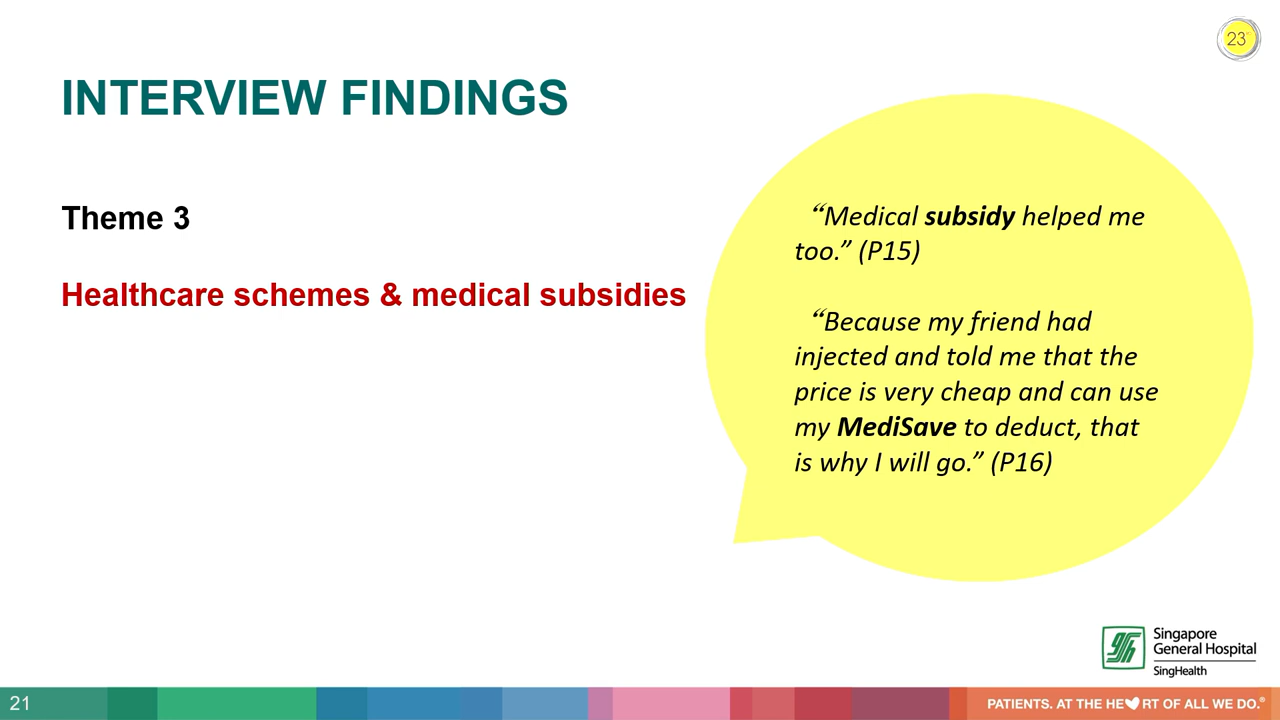 23
INTERVIEW FINDINGS
Theme 3
Healthcare schemes & medical subsidies
“Medical subsidy helped me
too.” (P15)
“Because my friend had
injected and told me that the
price is very cheap and can use
my MediSave to deduct, that
is why I will go.” (P16)
Singapore
General Hospital
SingHealth
21
PATIENTS. AT THE HE RT OF ALL WE DO.®